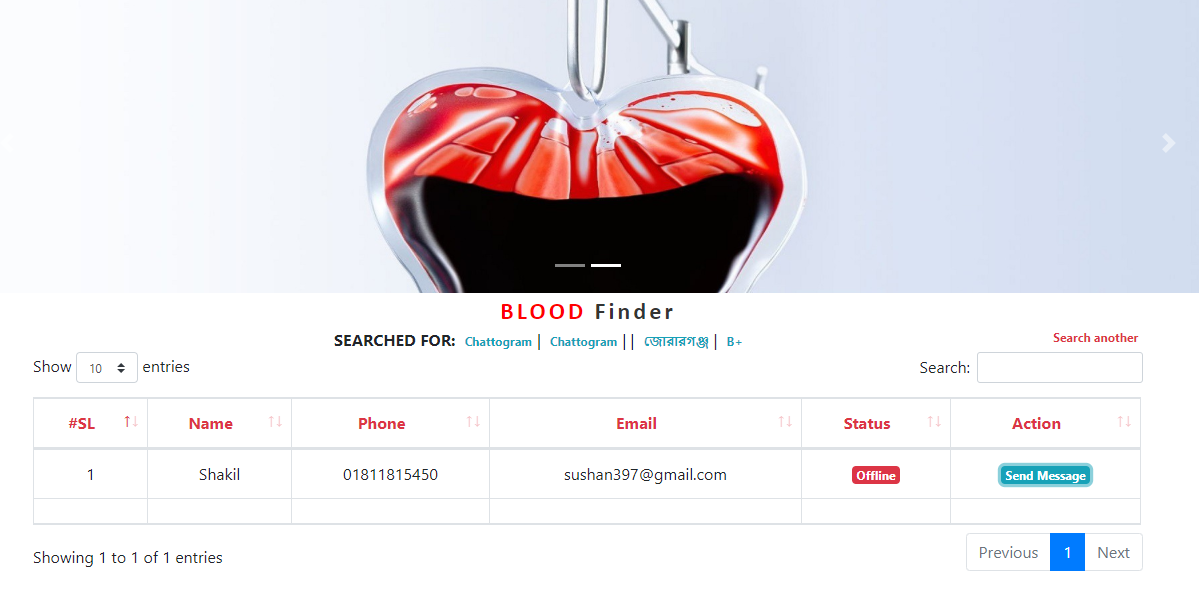 BLOOD Finder
SEARCHED FOR: Chattogram | Chattogram || জোরারগঞ্জ | B+
Search another
Show 10 entries
Search:
#SL Name Phone Email Status Action
1 Shakil 01811815450 sushan397@gmail.com Offline Send Message
Showing 1 to 1 of 1 entries
Previous 1 Next